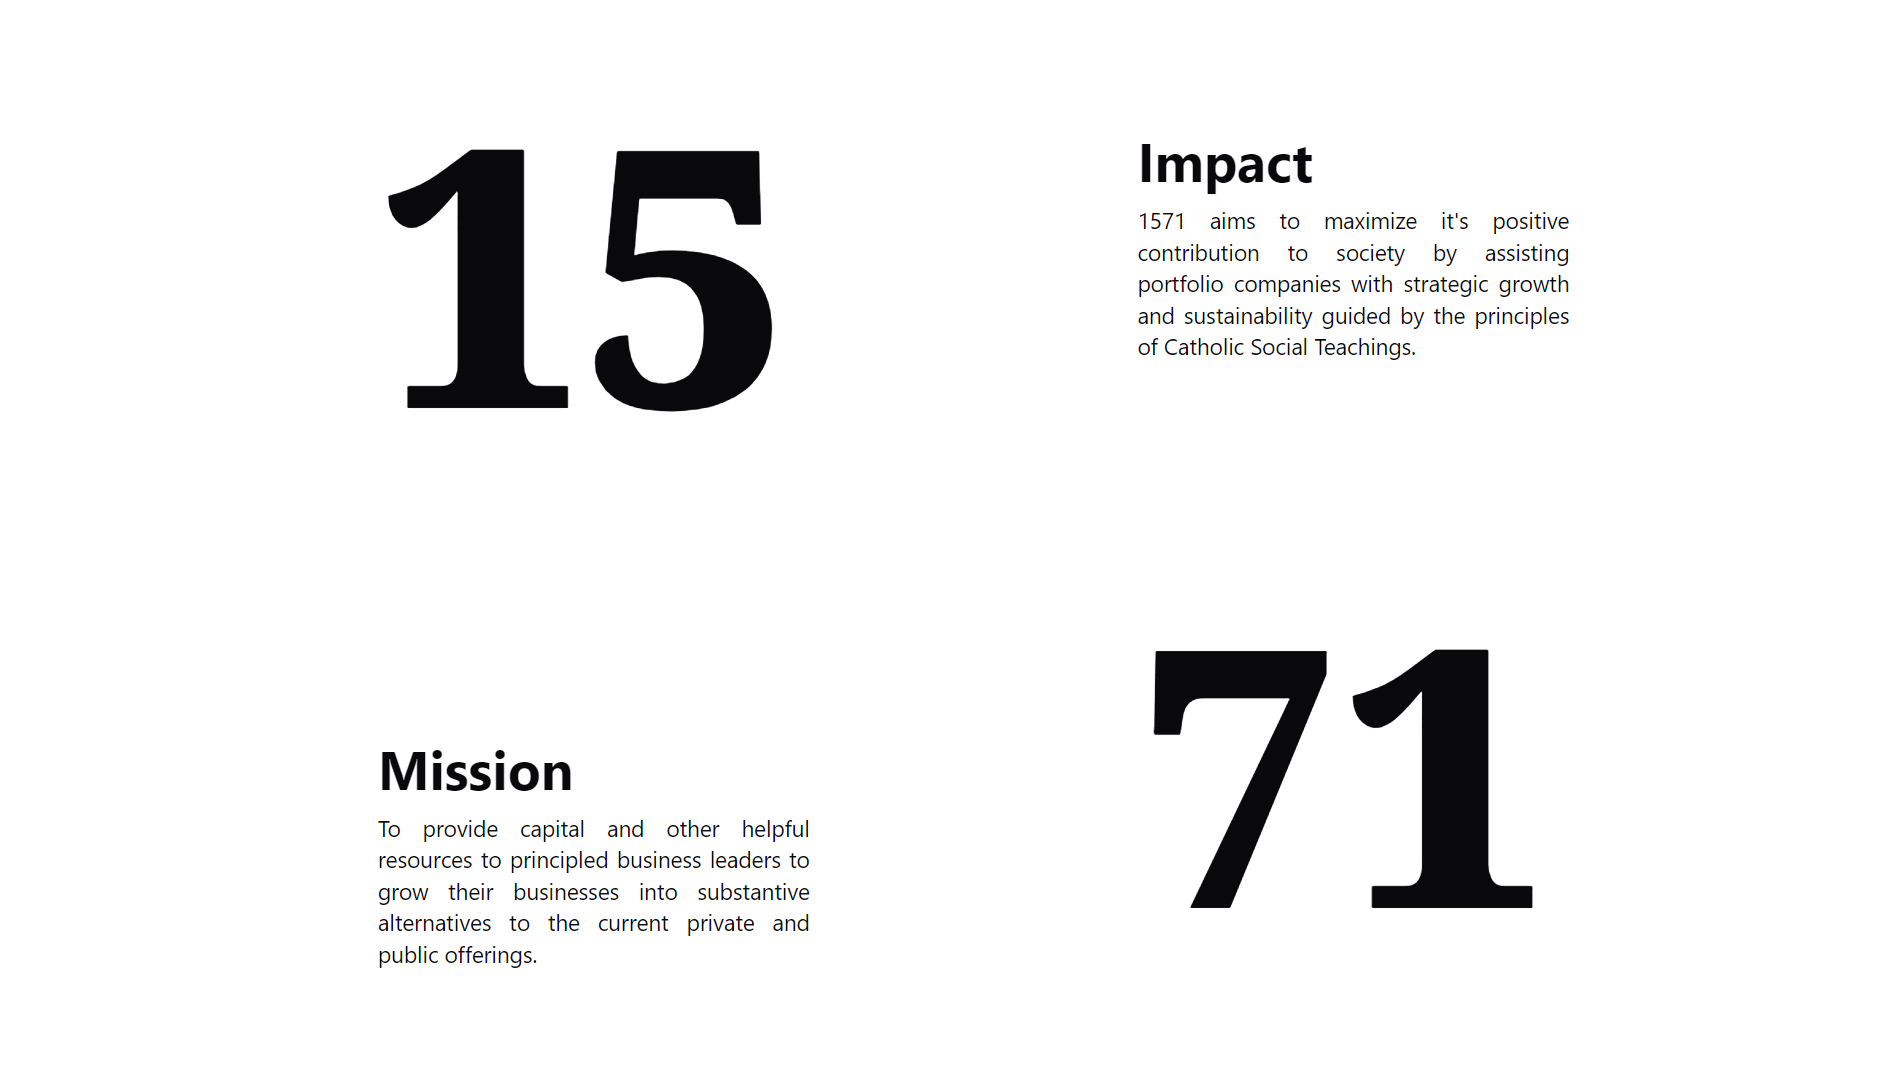 15
Impact
1571 aims to maximize it's positive
contribution to society by assisting
portfolio companies with strategic growth
and sustainability guided by the principles
of Catholic Social Teachings.
Mission
To provide capital and other helpful
resources to principled business leaders to
grow their businesses into substantive
alternatives to the current private and
public offerings.
71